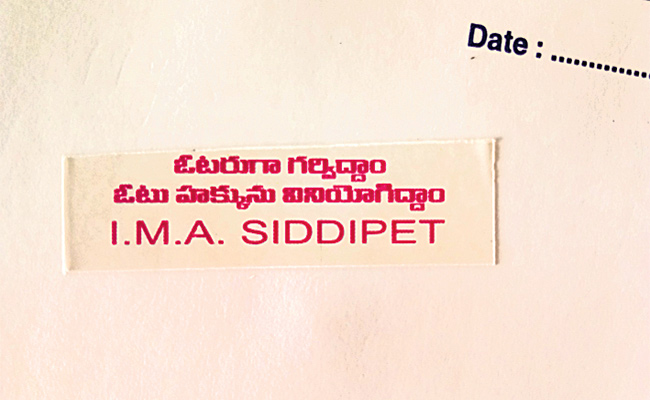 Date : ....................
ఓటరుగా గర్విద్దాం
ఓటు హక్కును వినియోగిద్దాం
I.M.A. SIDDIPET